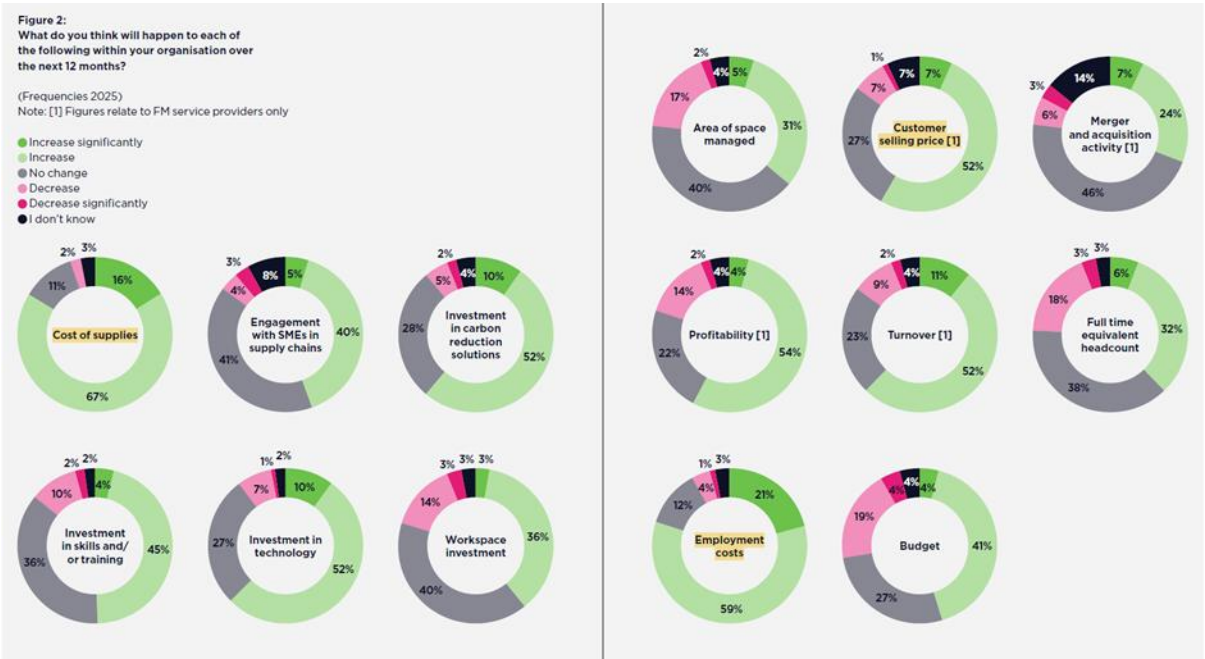 Figure 2:
What do you think will happen to each of
the following within your organisation over
the next 12 months?
(Frequencies 2025)
Note: [1] Figures relate to FM service providers only
Increase significantly
Increase
No change
Decrease
Decrease significantly
I don't know
2% 3%
16%
11%
Cost of supplies
67%
3%
8% 5%
4%
Engagement
with SMEs in
supply chains
40%
41%
2%
4% 10%
5%
Investment
in carbon
reduction
solutions
28%
52%
2% 2%
4%
10%
Investment
in skills and/
or training
45%
36%
1% 2%
10%
7%
Investment in
technology
27%
52%
3% 3% 3%
14%
Workspace
investment
36%
40%
2%
4% 5%
17%
Area of space
managed
31%
40%
1%
7% 7%
7%
Customer
selling price [1]
27%
52%
14% 7%
3%
6%
Merger
and acquisition
activity [1]
24%
46%
2%
4% 4%
14%
Profitability [1]
22%
54%
2%
4% 11%
9%
Turnover [1]
23%
52%
3% 3%
6%
18%
Full time
equivalent
headcount
32%
38%
1% 3%
4%
21%
12%
Employment
costs
59%
4% 4% 4%
19%
Budget
41%
27%